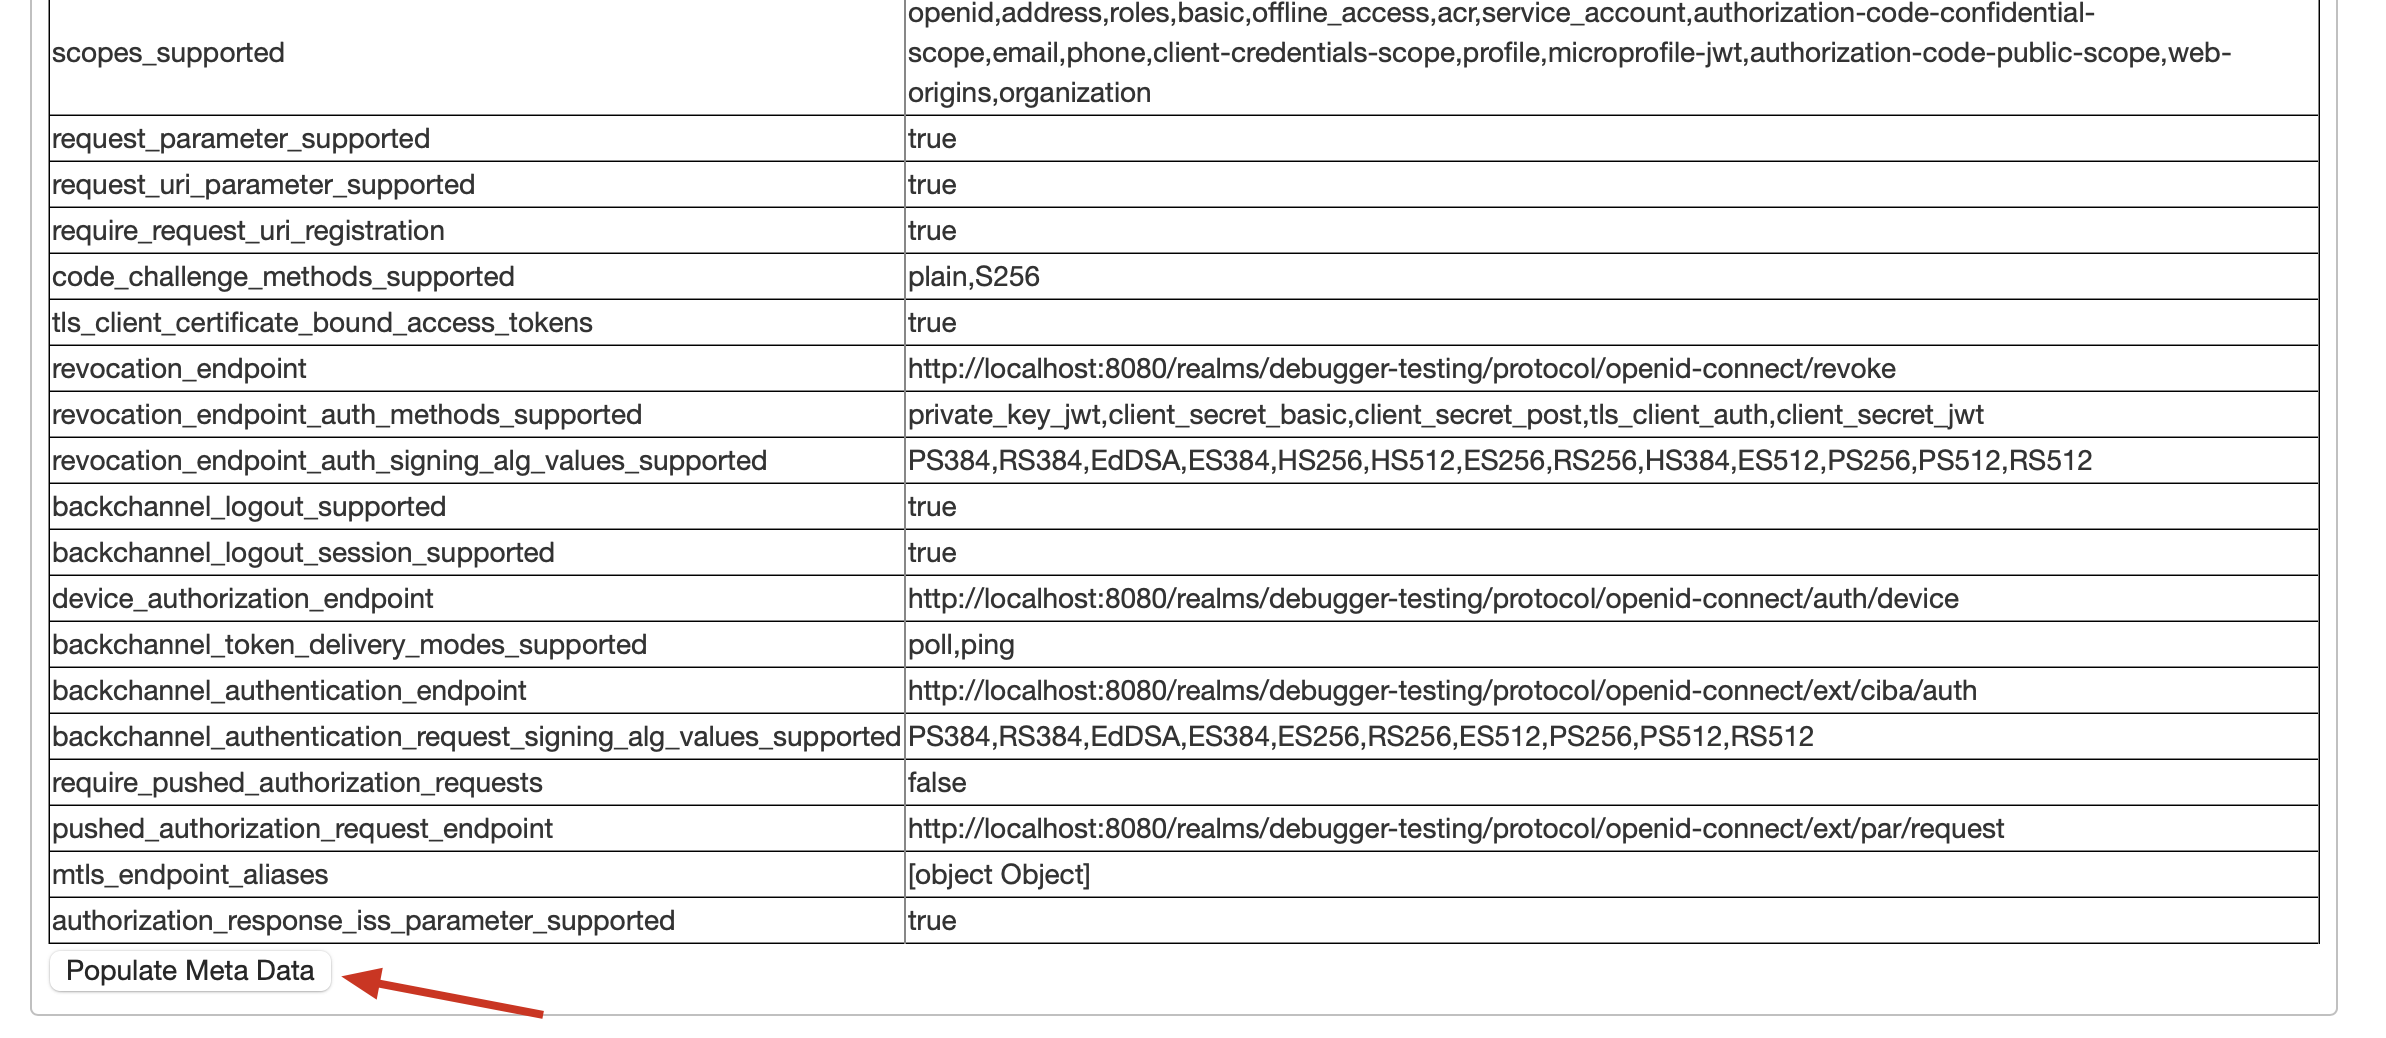 openid,address,roles,basic,offline_access,acr,service_account,authorization-code-confidential-
scopes_supported scope,email,phone,client-credentials-scope,profile,microprofile-jwt,authorization-code-public-scope,web-
origins,organization
request_parameter_supported true
request_uri_parameter_supported true
require_request_uri_registration true
code_challenge_methods_supported plain,S256
tls_client_certificate_bound_access_tokens true
revocation_endpoint http://localhost:8080/realms/debugger-testing/protocol/openid-connect/revoke
revocation_endpoint_auth_methods_supported private_key_jwt,client_secret_basic,client_secret_post,tls_client_auth,client_secret_jwt
revocation_endpoint_auth_signing_alg_values_supported PS384,RS384,EdDSA,ES384,HS256,HS512,ES256,RS256,HS384,ES512,PS256,PS512,RS512
backchannel_logout_supported true
backchannel_logout_session_supported true
device_authorization_endpoint http://localhost:8080/realms/debugger-testing/protocol/openid-connect/auth/device
backchannel_token_delivery_modes_supported poll,ping
backchannel_authentication_endpoint http://localhost:8080/realms/debugger-testing/protocol/openid-connect/ext/ciba/auth
backchannel_authentication_request_signing_alg_values_supported PS384,RS384,EdDSA,ES384,ES256,RS256,ES512,PS256,PS512,RS512
require_pushed_authorization_requests false
pushed_authorization_request_endpoint http://localhost:8080/realms/debugger-testing/protocol/openid-connect/ext/par/request
mtls_endpoint_aliases [object Object]
authorization_response_iss_parameter_supported true
Populate Meta Data